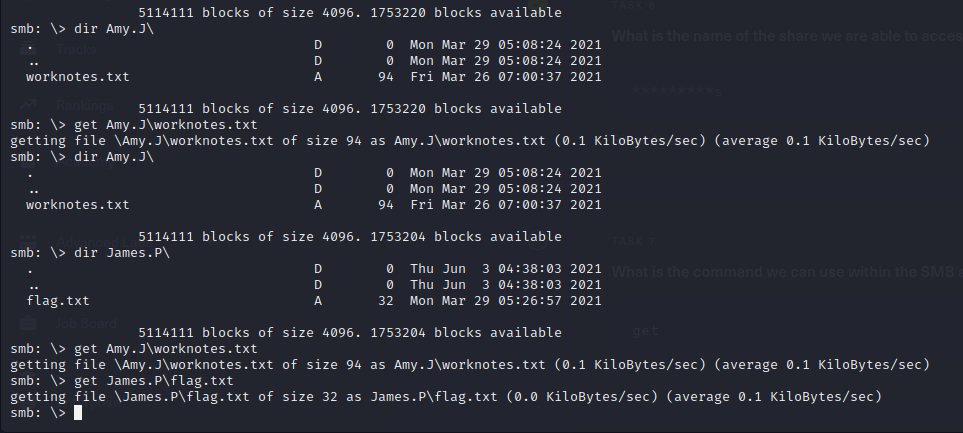 5114111 blocks of size 4096. 1753220 blocks available
smb: \> dir Amy.J\
. D 0 Mon Mar 29 05:08:24 2021
.. D 0 Mon Mar 29 05:08:24 2021
worknotes.txt A 94 Fri Mar 26 07:00:37 2021
5114111 blocks of size 4096. 1753220 blocks available
smb: \> get Amy.J\worknotes.txt
getting file \Amy.J\worknotes.txt of size 94 as Amy.J\worknotes.txt (0.1 KiloBytes/sec) (average 0.1 KiloBytes/sec)
smb: \> dir Amy.J\
. D 0 Mon Mar 29 05:08:24 2021
.. D 0 Mon Mar 29 05:08:24 2021
worknotes.txt A 94 Fri Mar 26 07:00:37 2021
5114111 blocks of size 4096. 1753204 blocks available
smb: \> dir James.P\
. D 0 Thu Jun 3 04:38:03 2021
.. D 0 Thu Jun 3 04:38:03 2021
flag.txt A 32 Mon Mar 29 05:26:57 2021
5114111 blocks of size 4096. 1753204 blocks available
smb: \> get Amy.J\worknotes.txt
getting file \Amy.J\worknotes.txt of size 94 as Amy.J\worknotes.txt (0.1 KiloBytes/sec) (average 0.1 KiloBytes/sec)
smb: \> get James.P\flag.txt
getting file \James.P\flag.txt of size 32 as James.P\flag.txt (0.0 KiloBytes/sec) (average 0.1 KiloBytes/sec)
smb: \>
Tracks
Rankings
Job Board
What is the name of the share we are able to acces
What is the command we can use within the SMB
get